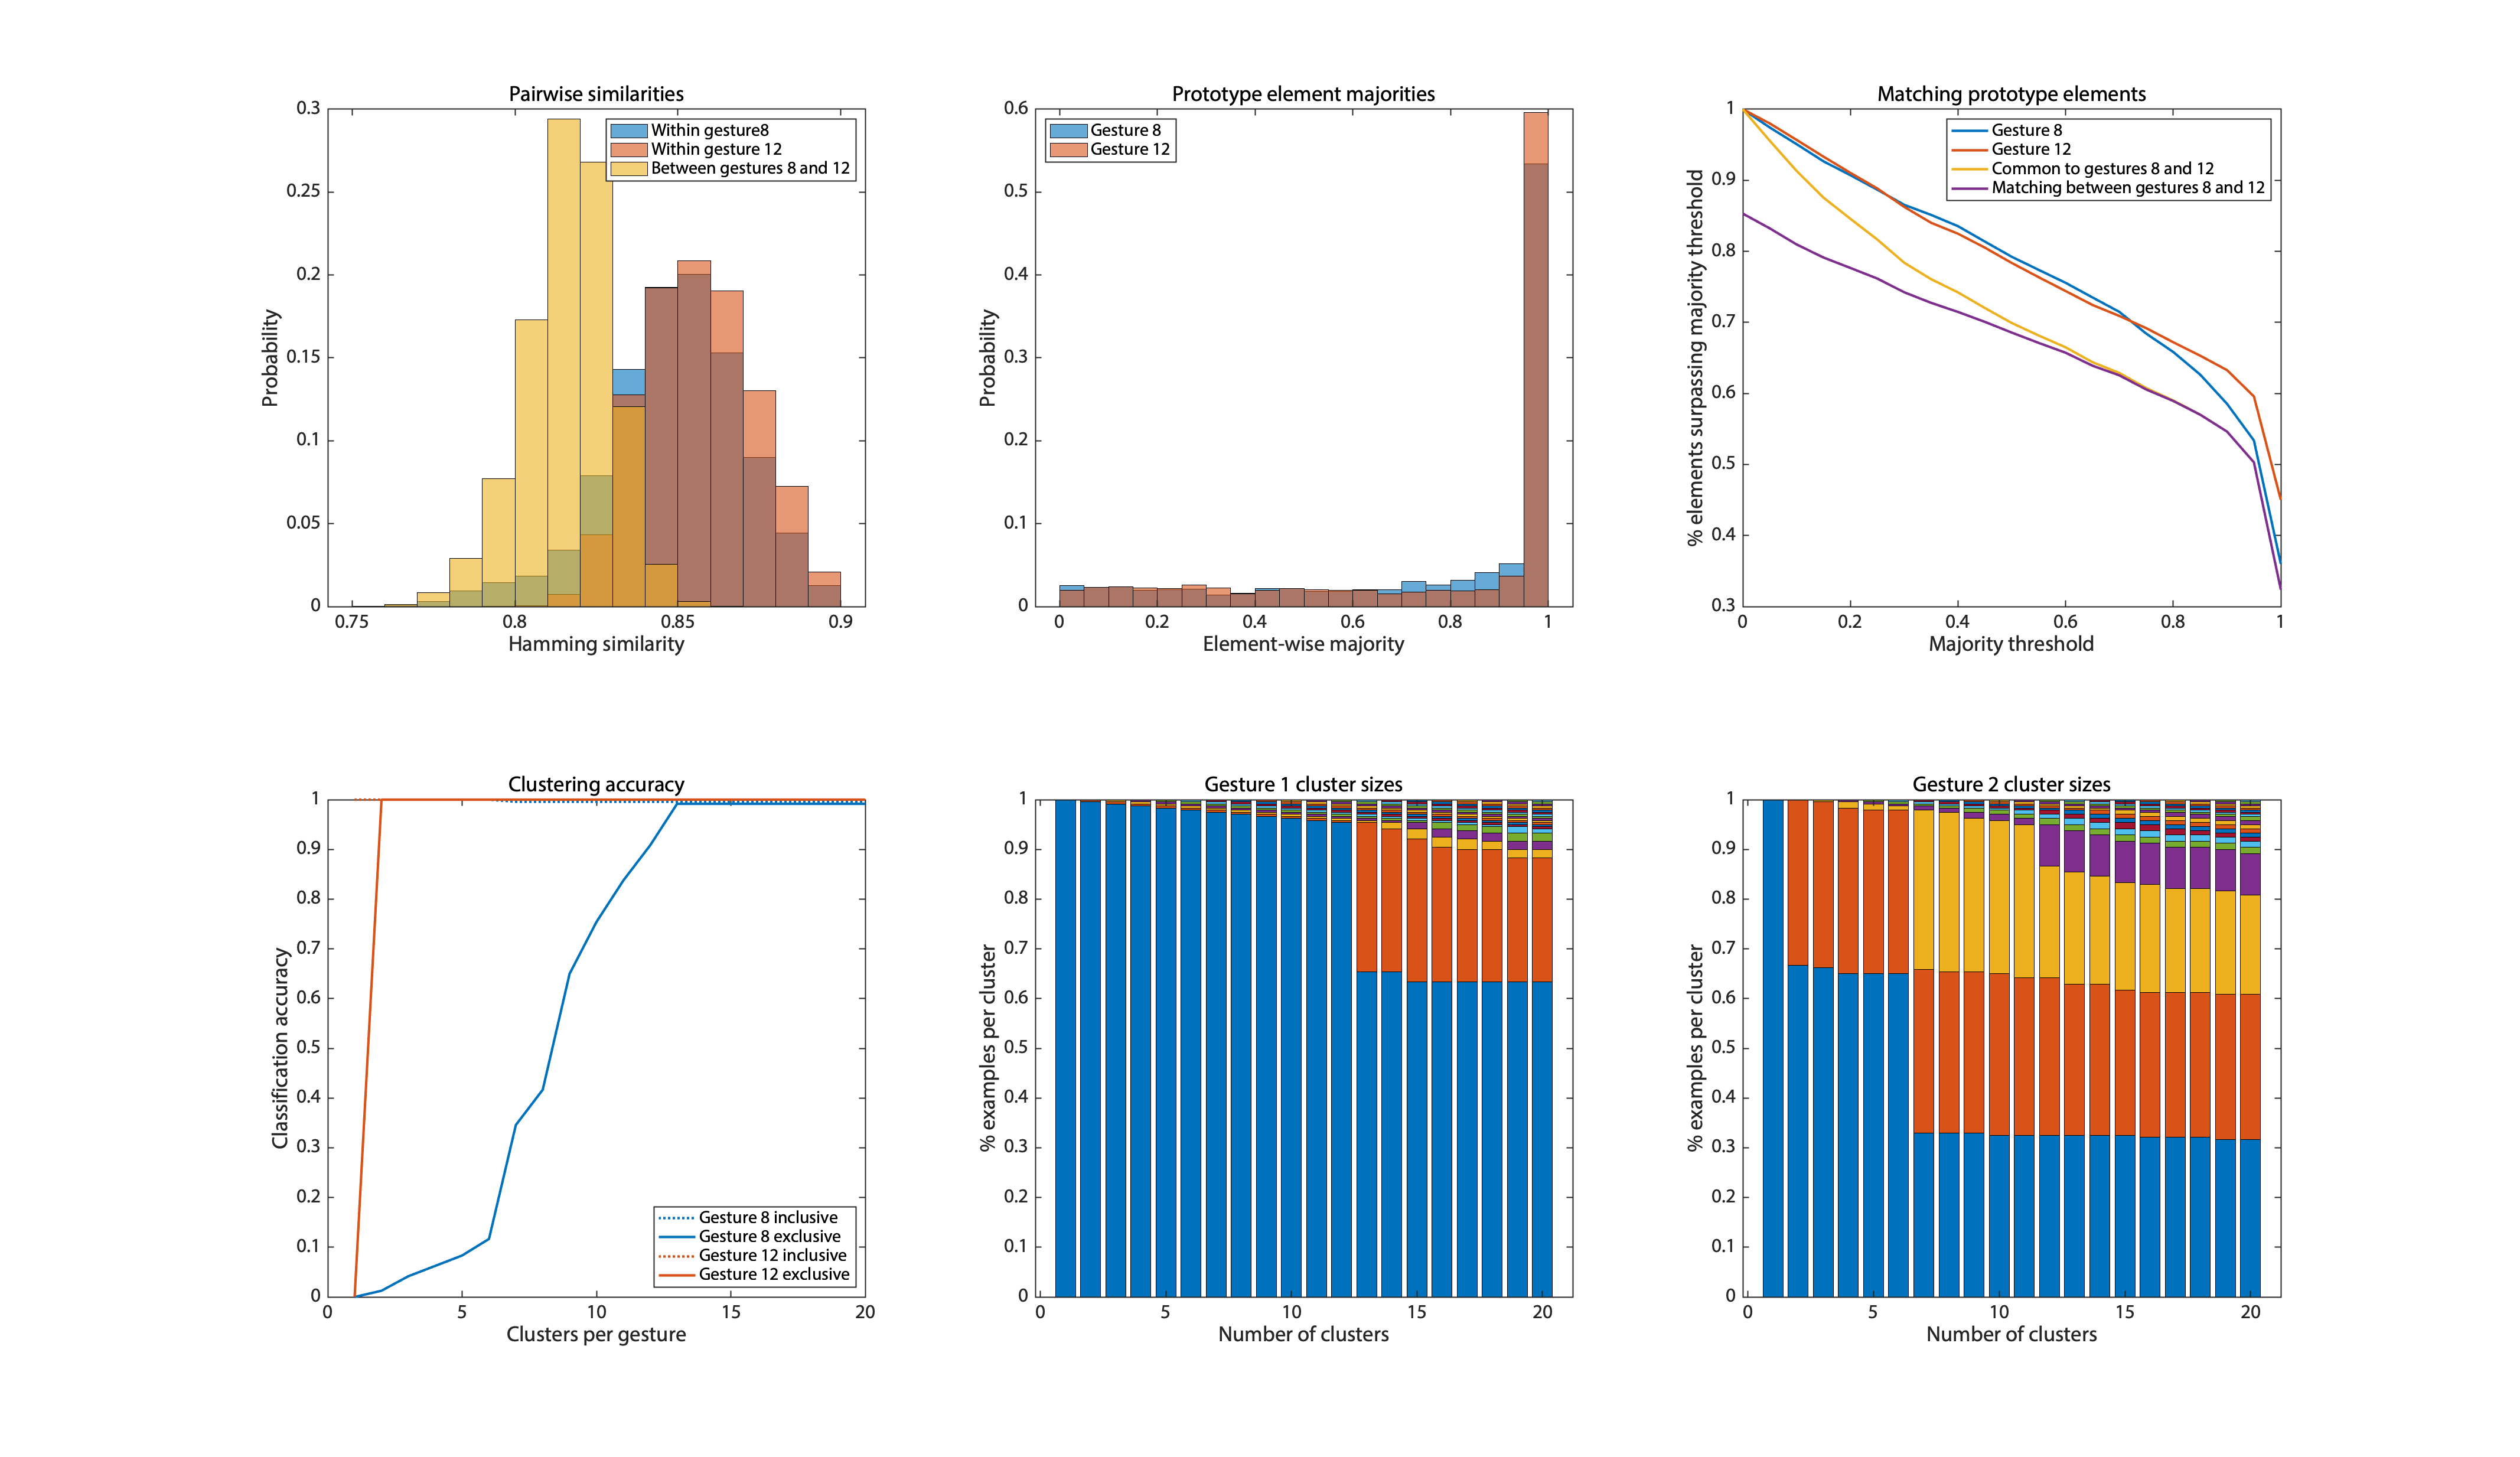 Pairwise similarities
0.3
0.25
0.2
0.15
0.1
0.05
0
Probability
Within gesture8
Within gesture 12
Between gestures 8 and 12
0.75
0.8
0.85
0.9
Hamming similarity
Prototype element majorities
0.6
0.5
0.4
0.3
0.2
0.1
0
Probability
Gesture 8
Gesture 12
0
0.2
0.4
0.6
0.8
1
Element-wise majority
Matching prototype elements
1
0.9
0.8
0.7
0.6
0.5
0.4
0.3
% elements surpassing majority threshold
Gesture 8
Gesture 12
Common to gestures 8 and 12
Matching between gestures 8 and 12
0
0.2
0.4
0.6
0.8
1
Majority threshold
Clustering accuracy
1
0.9
0.8
0.7
0.6
0.5
0.4
0.3
0.2
0.1
0
Classification accuracy
Gesture 8 inclusive
Gesture 8 exclusive
Gesture 12 inclusive
Gesture 12 exclusive
0
5
10
15
20
Clusters per gesture
Gesture 1 cluster sizes
1
0.9
0.8
0.7
0.6
0.5
0.4
0.3
0.2
0.1
0
% examples per cluster
0
5
10
15
20
Number of clusters
Gesture 2 cluster sizes
1
0.9
0.8
0.7
0.6
0.5
0.4
0.3
0.2
0.1
0
% examples per cluster
0
5
10
15
20
Number of clusters